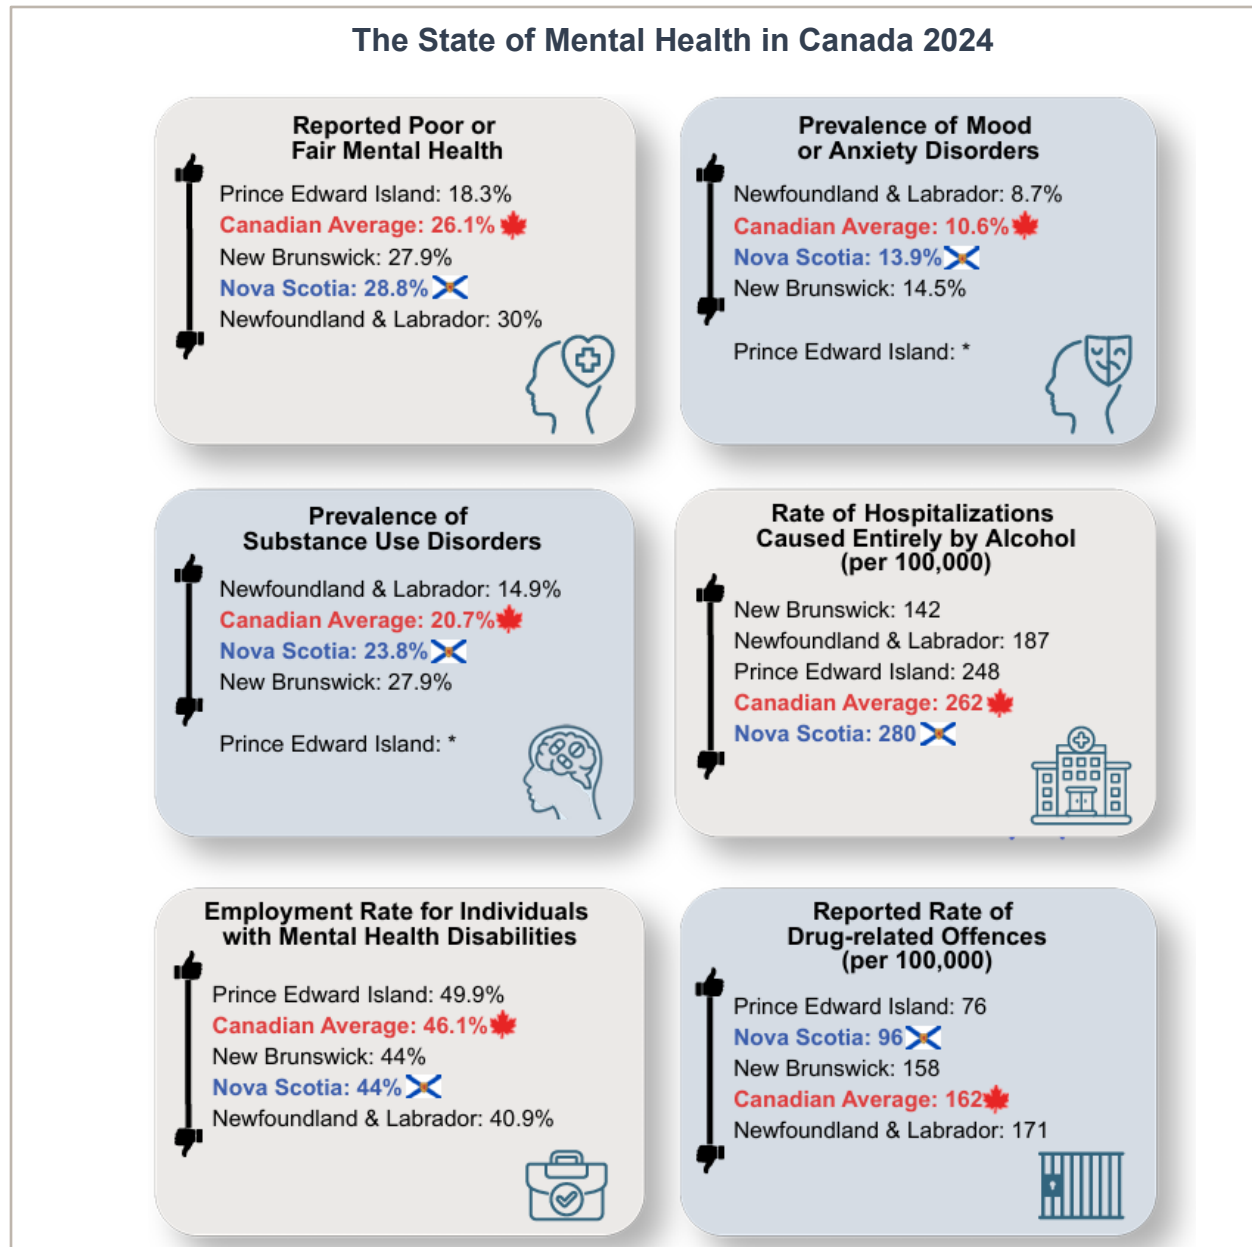 The State of Mental Health in Canada 2024
Reported Poor or
Fair Mental Health
Prince Edward Island: 18.3%
Canadian Average: 26.1%
New Brunswick: 27.9%
Nova Scotia: 28.8%
Newfoundland & Labrador: 30%
Prevalence of Mood
or Anxiety Disorders
Newfoundland & Labrador: 8.7%
Canadian Average: 10.6%
Nova Scotia: 13.9%
New Brunswick: 14.5%
Prince Edward Island: *
Prevalence of
Substance Use Disorders
Newfoundland & Labrador: 14.9%
Canadian Average: 20.7%
Nova Scotia: 23.8%
New Brunswick: 27.9%
Prince Edward Island: *
Rate of Hospitalizations
Caused Entirely by Alcohol
(per 100,000)
New Brunswick: 142
Newfoundland & Labrador: 187
Prince Edward Island: 248
Canadian Average: 262
Nova Scotia: 280
Employment Rate for Individuals
with Mental Health Disabilities
Prince Edward Island: 49.9%
Canadian Average: 46.1%
New Brunswick: 44%
Nova Scotia: 44%
Newfoundland & Labrador: 40.9%
Reported Rate of
Drug-related Offences
(per 100,000)
Prince Edward Island: 76
Nova Scotia: 96
New Brunswick: 158
Canadian Average: 162
Newfoundland & Labrador: 171